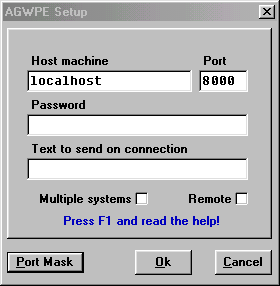 AGWPE Setup
Host machine Port
localhost 8000
Password
Text to send on connection
Multiple systems Remote
Press F1 and read the help!
Port Mask Ok Cancel